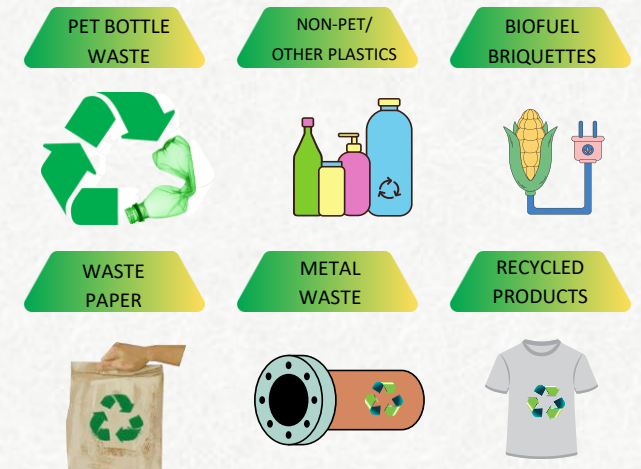 PET BOTTLE
WASTE
NON-PET/
OTHER PLASTICS
BIOFUEL
BRIQUETTES
WASTE
PAPER
METAL
WASTE
RECYCLED
PRODUCTS